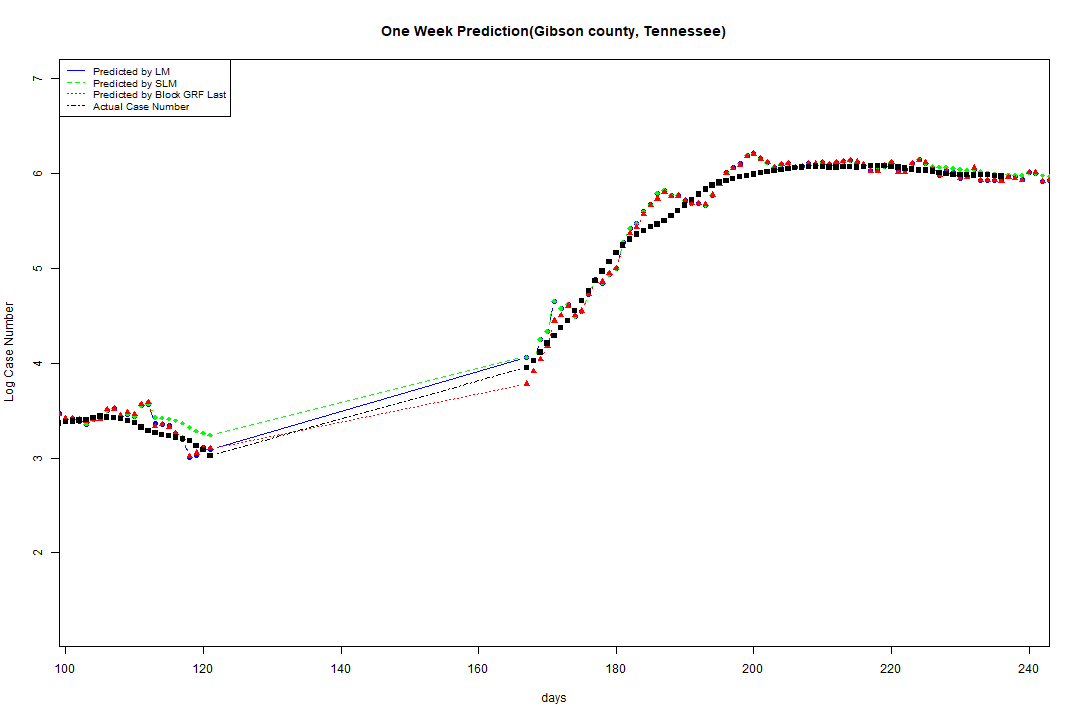 One Week Prediction(Gibson county, Tennessee)
Predicted by LM
Predicted by SLM
Predicted by Block GRF Last
Actual Case Number
7
6
5
4
3
2
Log Case Number
100 120 140 160 180 200 220 240
days